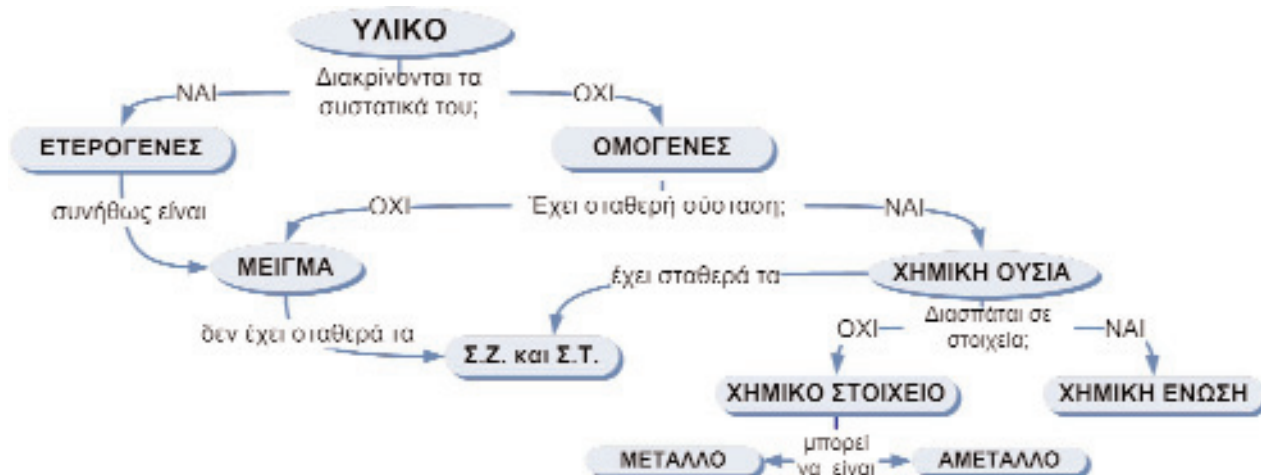 ΥΛΙΚΟ
Διακρίνονται τα
συστατικά του;
ΝΑΙ
ΟΧΙ
ΕΤΕΡΟΓΕΝΕΣ
ΟΜΟΓΕΝΕΣ
συνήθως είναι
ΟΧΙ
Έχει σταθερή σύσταση;
ΝΑΙ
ΜΕΙΓΜΑ
έχει σταθερά τα
ΧΗΜΙΚΗ ΟΥΣΙΑ
δεν έχει σταθερά τα
Σ.Ζ. και Σ.Τ.
ΟΧΙ
Διασπάται σε
στοιχεία;
ΝΑΙ
ΧΗΜΙΚΟ ΣΤΟΙΧΕΙΟ
ΧΗΜΙΚΗ ΕΝΩΣΗ
μπορεί
να είναι
ΜΕΤΑΛΛΟ
ΑΜΕΤΑΛΛΟ